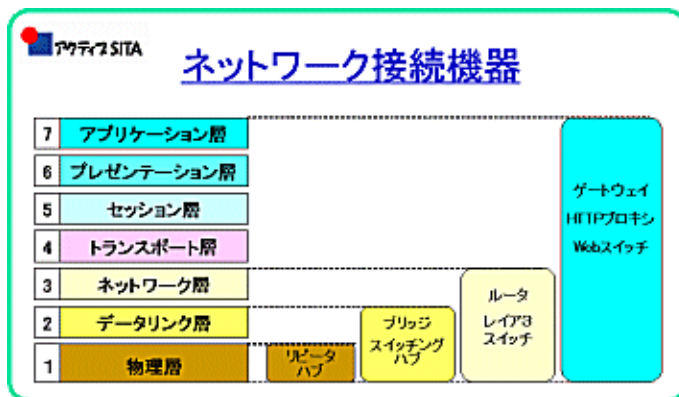 アクティブSITA
ネットワーク接続機器
7 アプリケーション層
6 プレゼンテーション層
5 セッション層
4 トランスポート層
3 ネットワーク層
2 データリンク層
1 物理層
リピータ
ハブ
ブリッジ
スイッチング
ハブ
ルータ
レイア3
スイッチ
ゲートウェイ
HTTPプロキシ
Webスイッチ